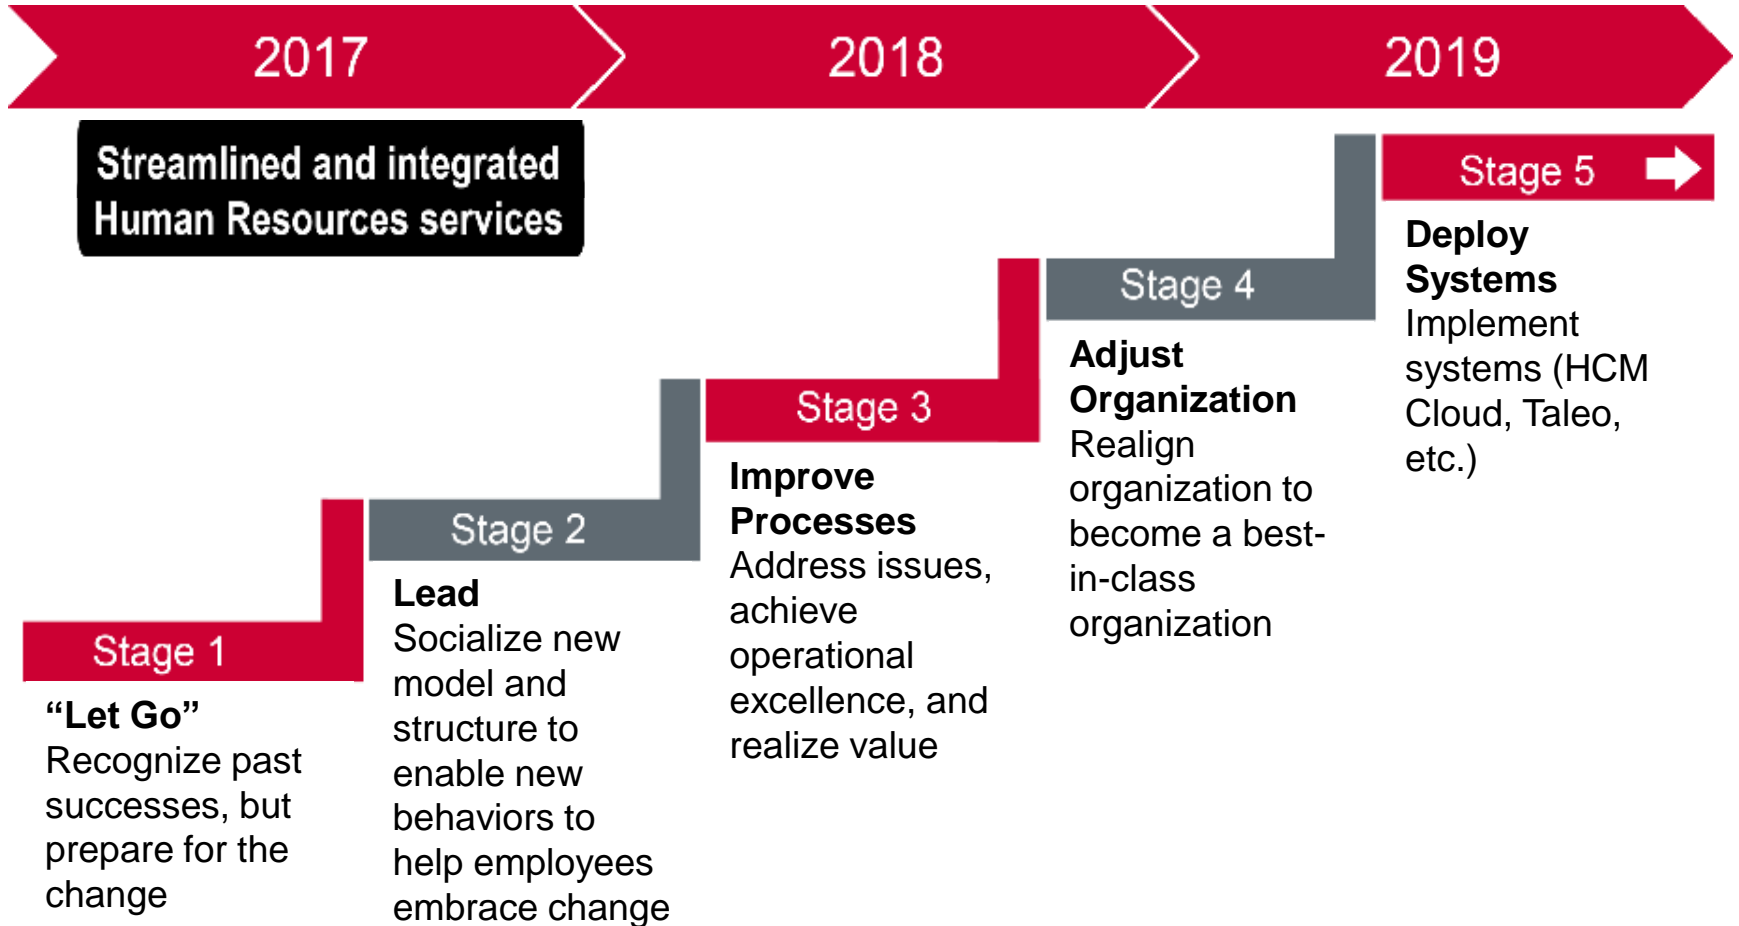 2017
2018
2019
Streamlined and integrated
Human Resources services
Stage 1
“Let Go”
Recognize past
successes, but
prepare for the
change
Stage 2
Lead
Socialize new
model and
structure to
enable new
behaviors to
help employees
embrace change
Stage 3
Improve
Processes
Address issues,
achieve
operational
excellence, and
realize value
Stage 4
Adjust
Organization
Realign
organization to
become a best-
in-class
organization
Stage 5
Deploy
Systems
Implement
systems (HCM
Cloud, Taleo,
etc.)